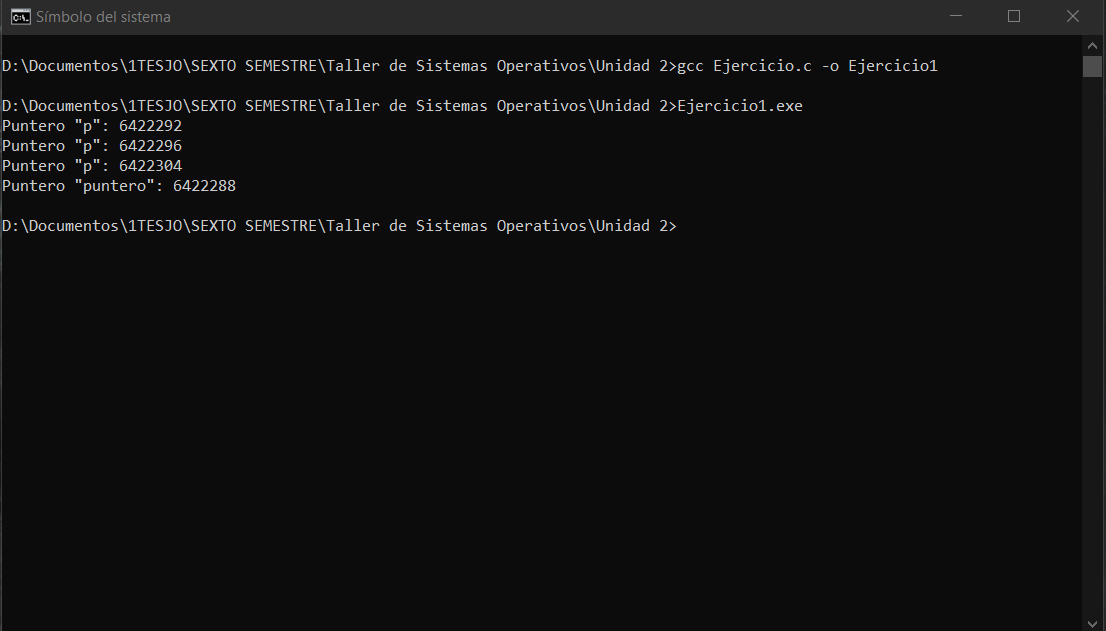 Símbolo del sistema
D:\Documentos\1TESJO\SEXTO SEMESTRE\Taller de Sistemas Operativos\Unidad 2>gcc Ejercicio.c -o Ejercicio1
D:\Documentos\1TESJO\SEXTO SEMESTRE\Taller de Sistemas Operativos\Unidad 2>Ejercicio1.exe
Puntero "p": 6422292
Puntero "p": 6422296
Puntero "p": 6422304
Puntero "puntero": 6422288
D:\Documentos\1TESJO\SEXTO SEMESTRE\Taller de Sistemas Operativos\Unidad 2>